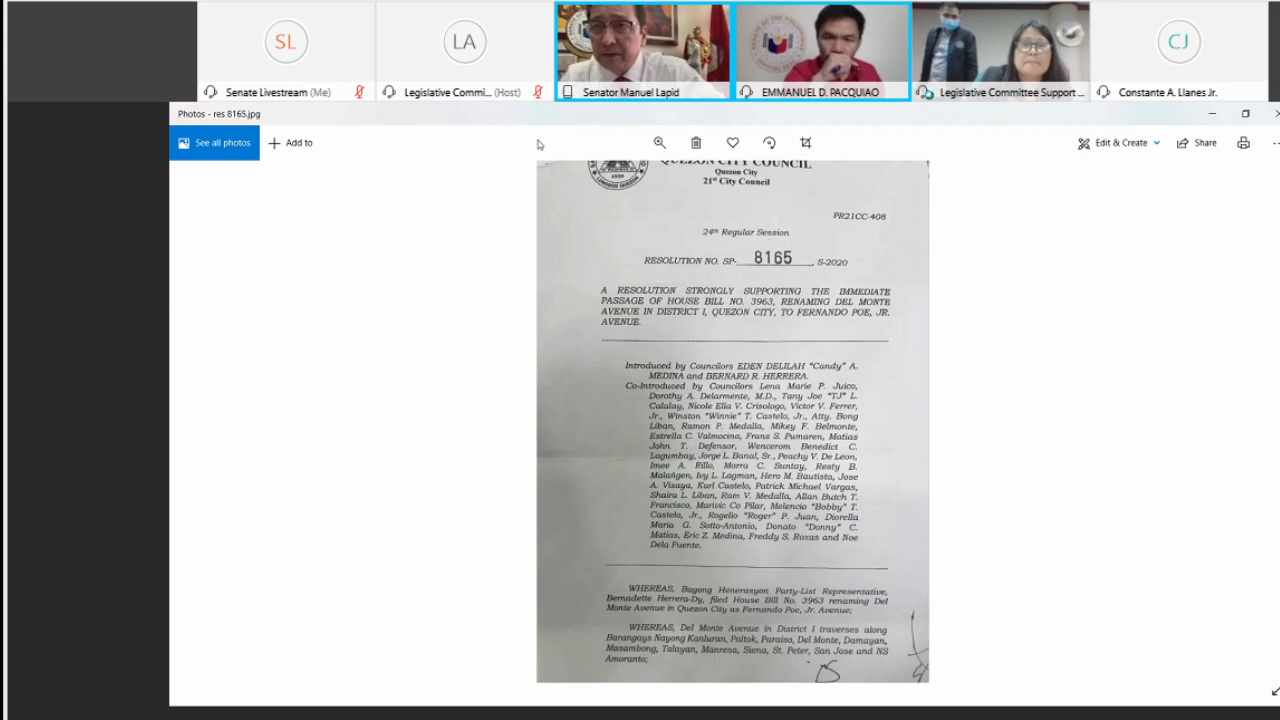 SL
LA
CJ
Senate Livestream (Me)
Legislative Commi... (Host)
Senator Manuel Lapid
EMMANUEL D. PACQUIAO
Legislative Committee Support ...
Constante A. Llanes Jr.
Photos - res 8165.jpg
See all photos
Add to
Edit & Create
Share
QUEZON CITY COUNCIL
Quezon City
21st City Council
PR21CC-408
24th Regular Session
RESOLUTION NO. SP- 8165, S-2020
A RESOLUTION STRONGLY SUPPORTING THE IMMEDIATE
PASSAGE OF HOUSE BILL NO. 3963, RENAMING DEL MONTE
AVENUE IN DISTRICT I, QUEZON CITY, TO FERNANDO POE, JR.
AVENUE.
Introduced by Councilors EDEN DELILAH "Candy" A.
MEDINA and BERNARD R. HERRERA.
Co-Introduced by Councilors Lena Marie P. Juico,
Dorothy A. Delarmente, M.D., Tany Joe "TJ" L.
Calalay, Nicole Ella V. Crisologo, Victor V. Ferrer,
Jr., Winston "Winnie" T. Castelo, Jr., Atty. Bong
Liban, Ramon P. Medalla, Mikey F. Belmonte,
Estrella C. Valmocina, Franz S. Pumaren, Matias
John T. Defensor, Wencerom Benedict C.
Lagumbay, Jorge L. Banal, Sr., Peachy V. De Leon,
Imee A. Rillo, Marra C. Suntay, Resty B.
Malañgen, Ivy L. Lagman, Hero M. Bautista, Jose
A. Visaya, Karl Castelo, Patrick Michael Vargas,
Shaira L. Liban, Ram V. Medalla, Allan Butch T.
Francisco, Marivic Co Pilar, Melencio "Bobby" T.
Castelo, Jr., Rogelio "Roger" P. Juan, Diorella
Maria G. Sotto-Antonio, Donato "Donny" C.
Matias, Eric Z. Medina, Freddy S. Roxas and Noe
Dela Fuente.
WHEREAS, Bagong Henerasyon Party-List Representative,
Bernadette Herrera-Dy, filed House Bill No. 3963 renaming Del
Monte Avenue in Quezon City as Fernando Poe, Jr. Avenue;
WHEREAS, Del Monte Avenue in District I traverses along
Barangays Nayong Kanluran, Paltok, Paraiso, Del Monte, Damayan,
Masambong, Talayan, Manresa, Siena, St. Peter, San Jose and NS
Amoranto;